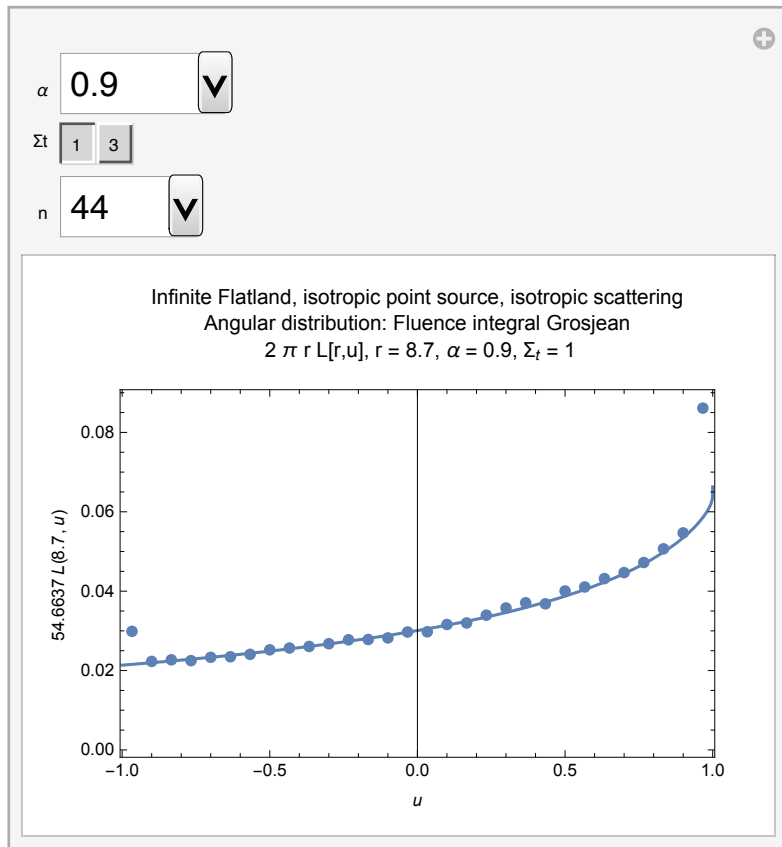 α 0.9
Σt 1 3
n 44
Infinite Flatland, isotropic point source, isotropic scattering
Angular distribution: Fluence integral Grosjean
2 π r L[r,u], r = 8.7, α = 0.9, Σt = 1
0.08
0.06
0.04
0.02
0.00
54.6637 L(8.7, u)
-1.0 -0.5 0.0 0.5 1.0
u